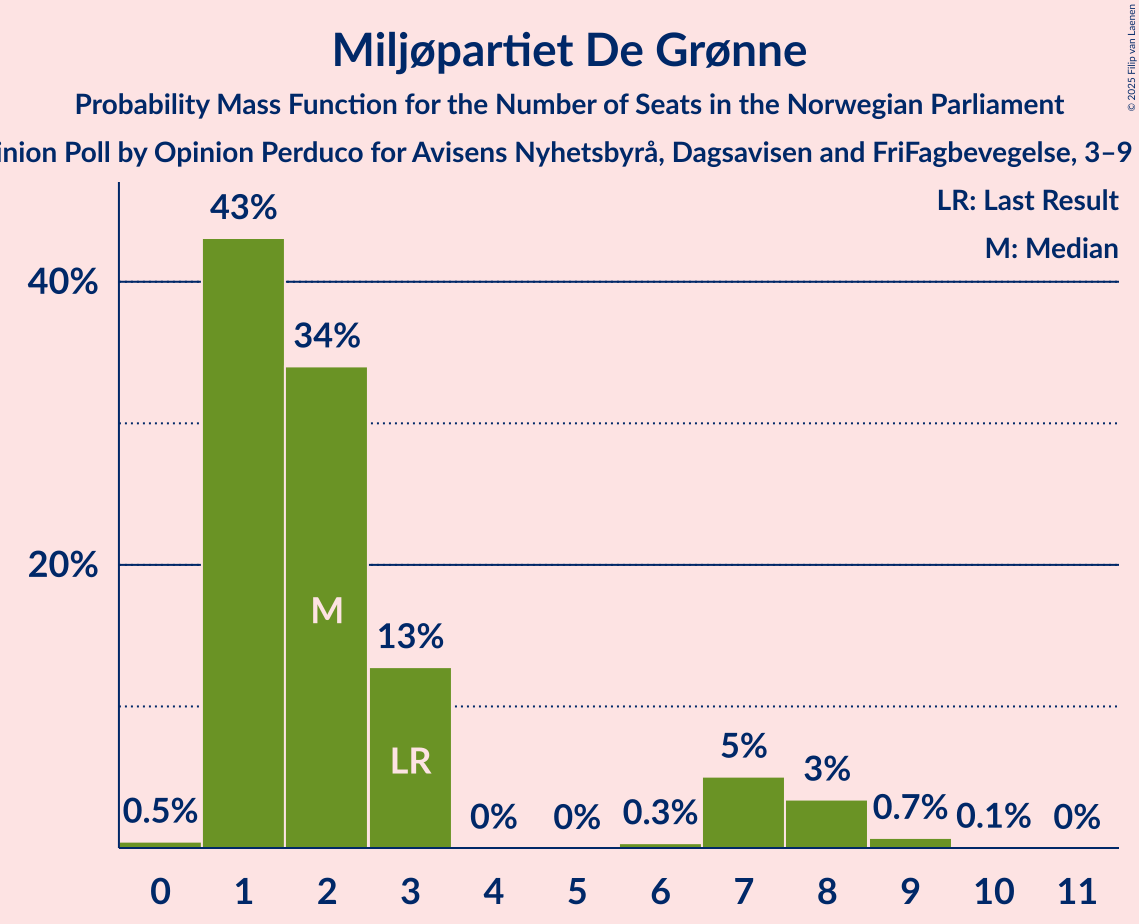 Miljøpartiet De Grønne
Probability Mass Function for the Number of Seats in the Norwegian Parliament
Poll by Opinion Perduco for Avisens Nyhetsbyrå, Dagsavisen and FriFagbevegelse, 3–9
© 2025 Filip van Laenen
LR: Last Result
M: Median
40%
20%
43%
34%
M
13%
LR
0.5%
0%
0%
0.3%
5%
3%
0.7%
0.1%
0%
0 1 2 3 4 5 6 7 8 9 10 11